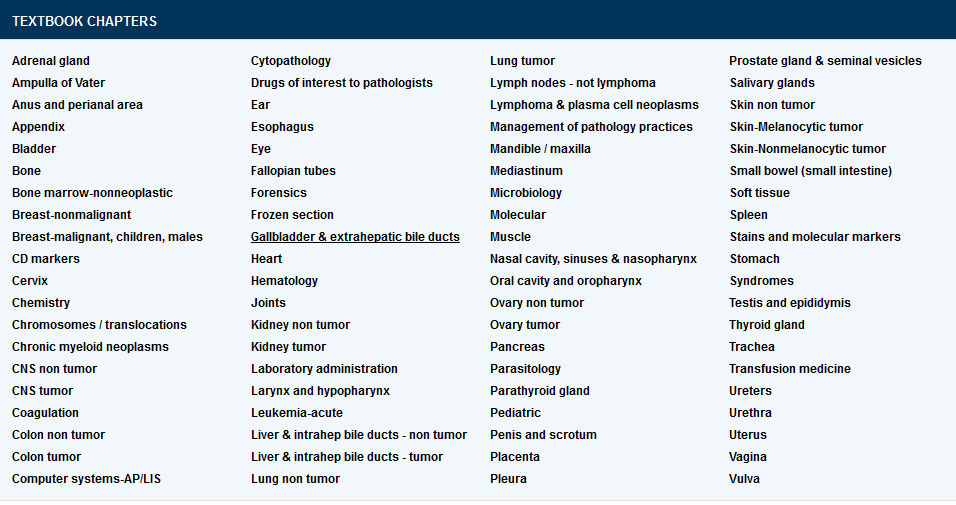 TEXTBOOK CHAPTERS
Adrenal gland
Ampulla of Vater
Anus and perianal area
Appendix
Bladder
Bone
Bone marrow-nonneoplastic
Breast-nonmalignant
Breast-malignant, children, males
CD markers
Cervix
Chemistry
Chromosomes / translocations
Chronic myeloid neoplasms
CNS non tumor
CNS tumor
Coagulation
Colon non tumor
Colon tumor
Computer systems-AP/LIS
Cytopathology
Drugs of interest to pathologists
Ear
Esophagus
Eye
Fallopian tubes
Forensics
Frozen section
Gallbladder & extrahepatic bile ducts
Heart
Hematology
Joints
Kidney non tumor
Kidney tumor
Laboratory administration
Larynx and hypopharynx
Leukemia-acute
Liver & intrahep bile ducts - non tumor
Liver & intrahep bile ducts - tumor
Lung non tumor
Lung tumor
Lymph nodes - not lymphoma
Lymphoma & plasma cell neoplasms
Management of pathology practices
Mandible / maxilla
Mediastinum
Microbiology
Molecular
Muscle
Nasal cavity, sinuses & nasopharynx
Oral cavity and oropharynx
Ovary non tumor
Ovary tumor
Pancreas
Parasitology
Parathyroid gland
Pediatric
Penis and scrotum
Placenta
Pleura
Prostate gland & seminal vesicles
Salivary glands
Skin non tumor
Skin-Melanocytic tumor
Skin-Nonmelanocytic tumor
Small bowel (small intestine)
Soft tissue
Spleen
Stains and molecular markers
Stomach
Syndromes
Testis and epididymis
Thyroid gland
Trachea
Transfusion medicine
Ureters
Urethra
Uterus
Vagina
Vulva